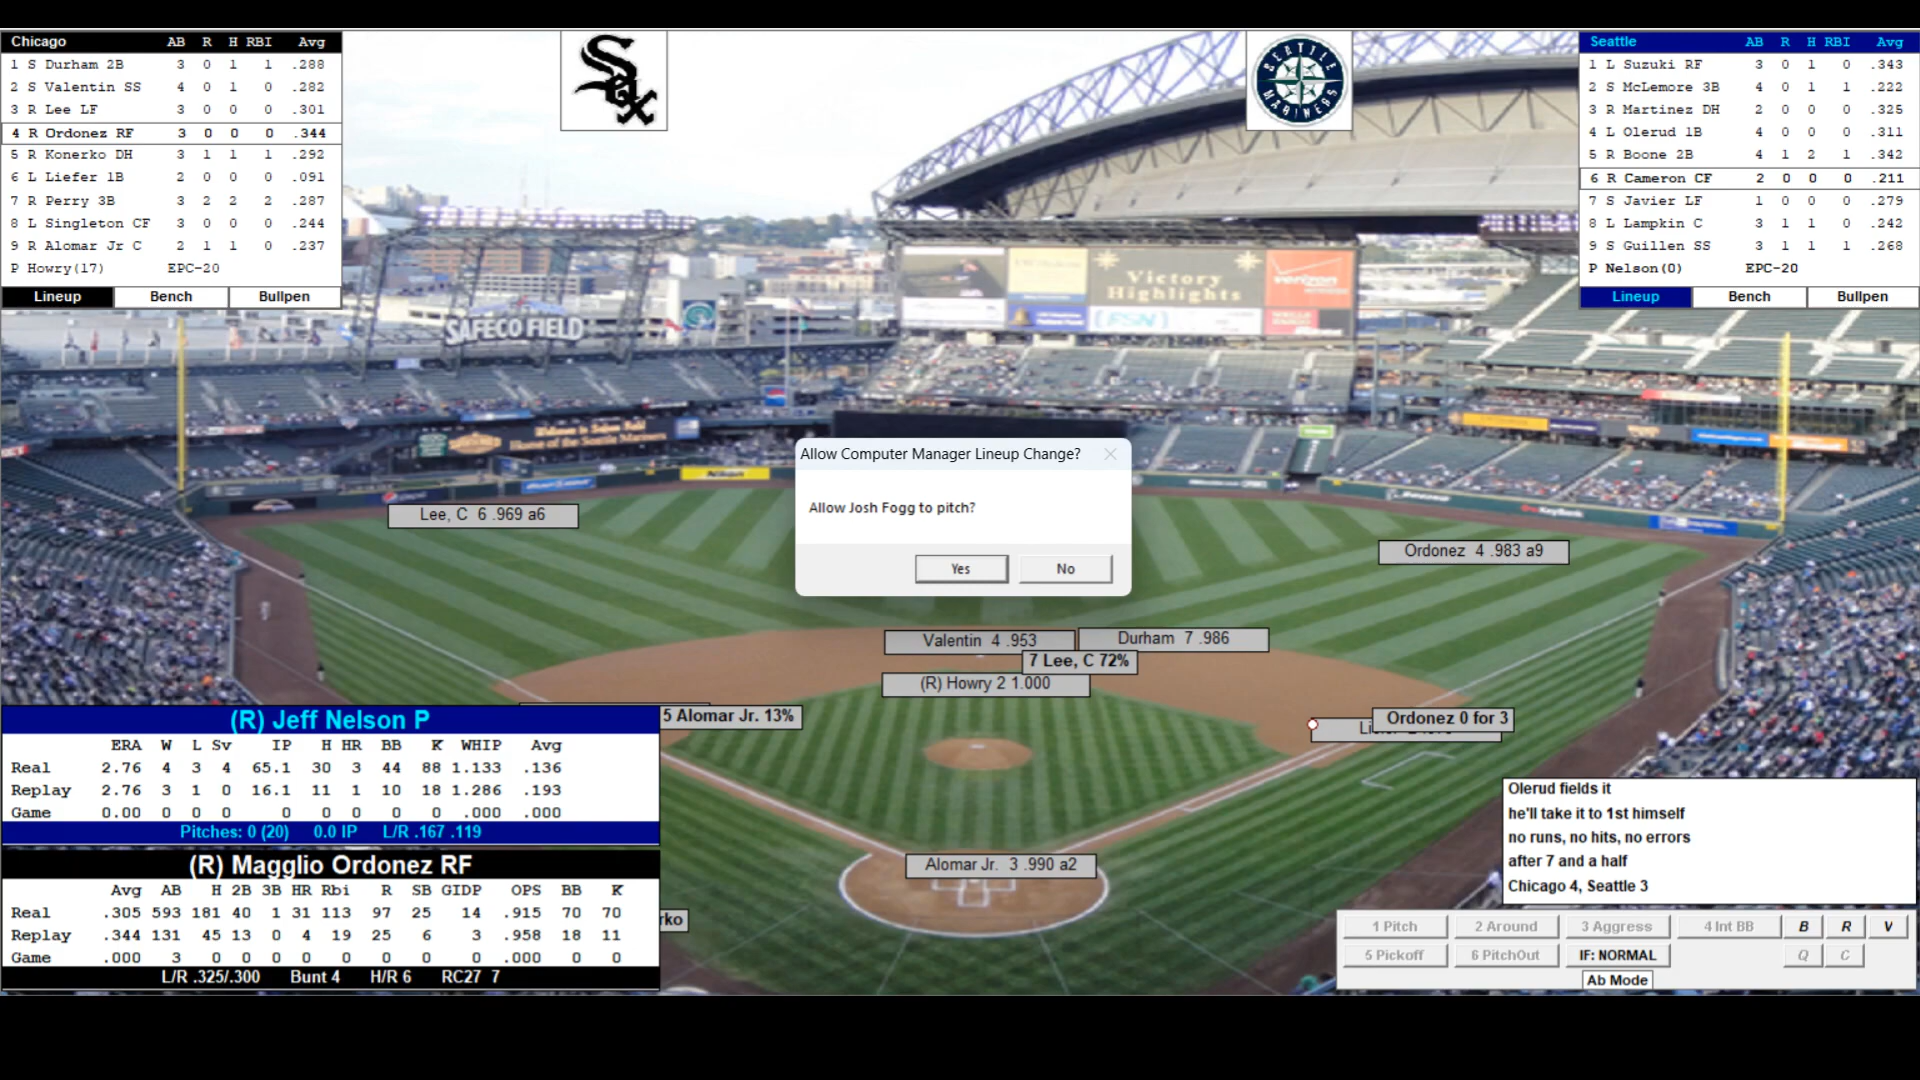 Chicago AB R H RBI Avg
1 S Durham 2B 3 0 1 1 .288
2 S Valentin SS 4 0 1 0 .282
3 R Lee LF 3 0 0 0 .301
4 R Ordonez RF 3 0 0 0 .344
5 R Konerko DH 3 1 1 1 .292
6 L Liefer 1B 2 0 0 0 .091
7 R Perry 3B 3 2 2 2 .287
8 L Singleton CF 3 0 0 0 .244
9 R Alomar Jr C 2 1 1 0 .237
P Howry(17) EPC-20
Lineup Bench Bullpen
Sox
SEATTLE MARINERS
Seattle AB R H RBI Avg
1 L Suzuki RF 3 0 1 0 .343
2 S McLemore 3B 4 0 1 1 .222
3 R Martinez DH 2 0 0 0 .325
4 L Olerud 1B 4 0 0 0 .311
5 R Boone 2B 4 1 2 1 .342
6 R Cameron CF 2 0 0 0 .211
7 S Javier LF 1 0 0 0 .279
8 L Lampkin C 3 1 1 0 .242
9 S Guillen SS 3 1 1 1 .268
P Nelson(0) EPC-20
Lineup Bench Bullpen
Victory
Highlights
verizon
FSN
SAFECO FIELD
Welcome to Safeco Field
Home of the Seattle Mariners
Nikon
pepsi
KeyBank
Allow Computer Manager Lineup Change?
Allow Josh Fogg to pitch?
Yes No
Lee, C 6 .969 a6
Ordonez 4 .983 a9
Valentin 4 .953
Durham 7 .986
7 Lee, C 72%
(R) Howry 2 1.000
5 Alomar Jr. 13%
Ordonez 0 for 3
Alomar Jr. 3 .990 a2
rko
(R) Jeff Nelson P
ERA W L Sv IP H HR BB K WHIP Avg
Real 2.76 4 3 4 65.1 30 3 44 88 1.133 .136
Replay 2.76 3 1 0 16.1 11 1 10 18 1.286 .193
Game 0.00 0 0 0 0 0 0 0 0 .000 .000
Pitches: 0 (20) 0.0 IP L/R .167 .119
(R) Magglio Ordonez RF
Avg AB H 2B 3B HR Rbi R SB GIDP OPS BB K
Real .305 593 181 40 1 31 113 97 25 14 .915 70 70
Replay .344 131 45 13 0 4 19 25 6 3 .958 18 11
Game .000 3 0 0 0 0 0 0 0 0 .000 0 0
L/R .325/.300 Bunt 4 H/R 6 RC27 7
Olerud fields it
he'll take it to 1st himself
no runs, no hits, no errors
after 7 and a half
Chicago 4, Seattle 3
1 Pitch 2 Around 3 Aggress 4 Int BB B R V
5 Pickoff 6 PitchOut IF: NORMAL Q C
Ab Mode